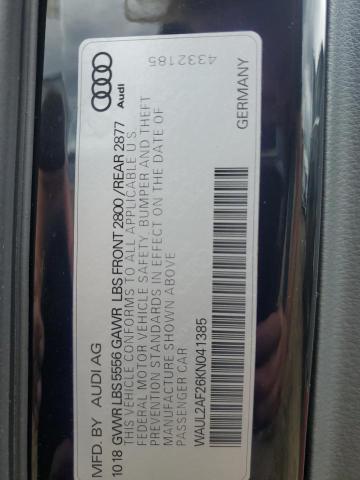 MFD. BY AUDI AG
Audi
1018 GVWR LBS 5556 GAWR LBS FRONT 2800 / REAR 2877
THIS VEHICLE CONFORMS TO ALL APPLICABLE U.S.
FEDERAL MOTOR VEHICLE SAFETY, BUMPER AND THEFT
PREVENTION STANDARDS IN EFFECT ON THE DATE OF
MANUFACTURE SHOWN ABOVE
PASSENGER CAR
4332185
WAUL2AF26KN041385
GERMANY